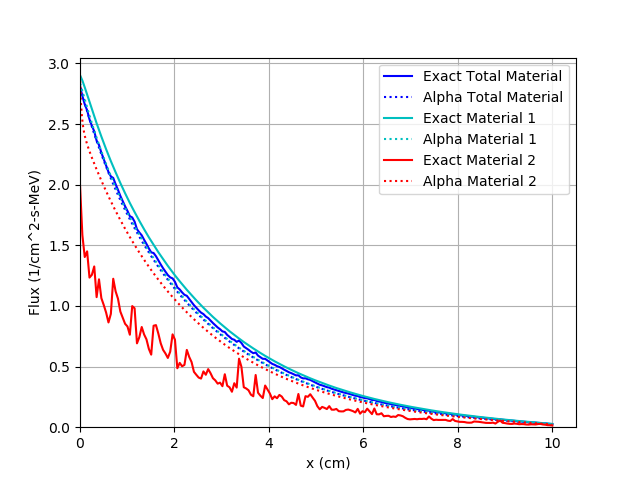 3.0
2.5
2.0
1.5
1.0
0.5
0.0
Flux (1/cm^2-s-MeV)
Exact Total Material
Alpha Total Material
Exact Material 1
Alpha Material 1
Exact Material 2
Alpha Material 2
0 2 4 6 8 10
x (cm)